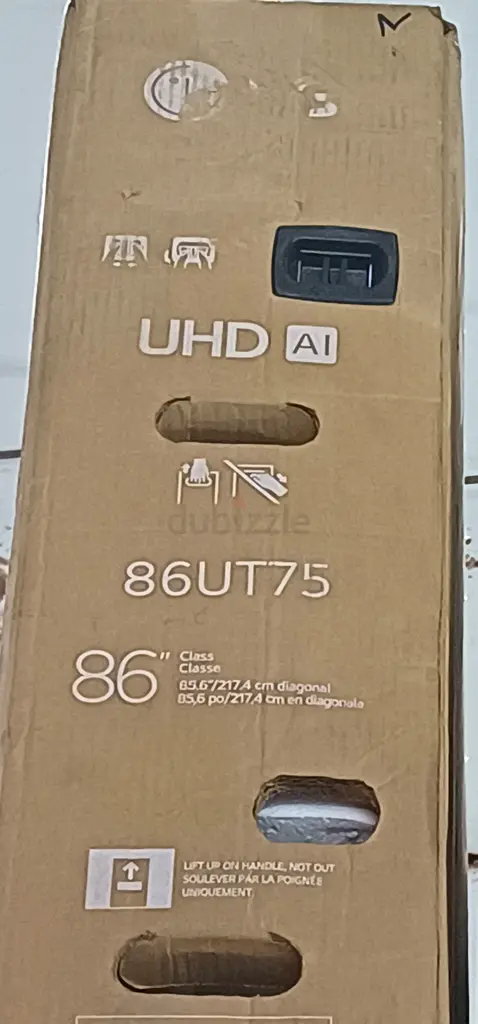 UHD AI
dubizzle
86UT75
86" Class
Classe
85.6"/217.4 cm diagonal
85,6 po/217,4 cm en diagonale
LIFT UP ON HANDLE, NOT OUT
SOULEVER PAR LA POIGNÉE
UNIQUEMENT